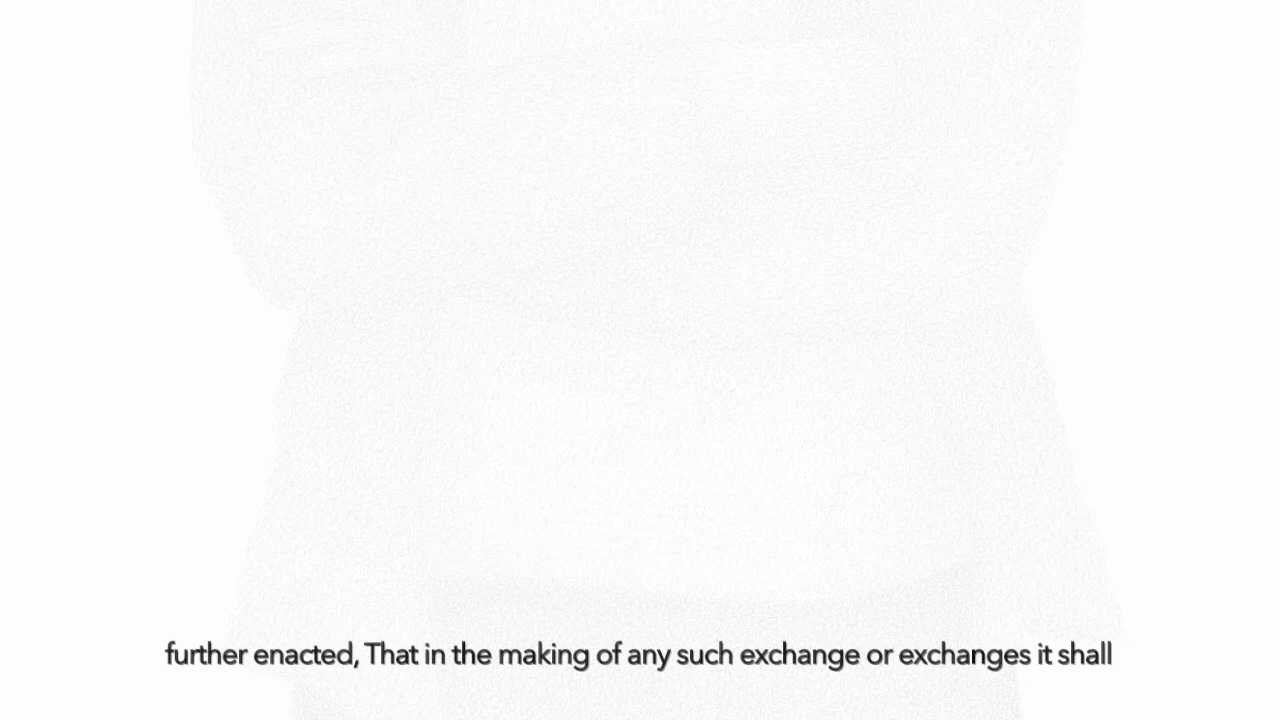 further enacted, That in the making of any such exchange or exchanges it shall